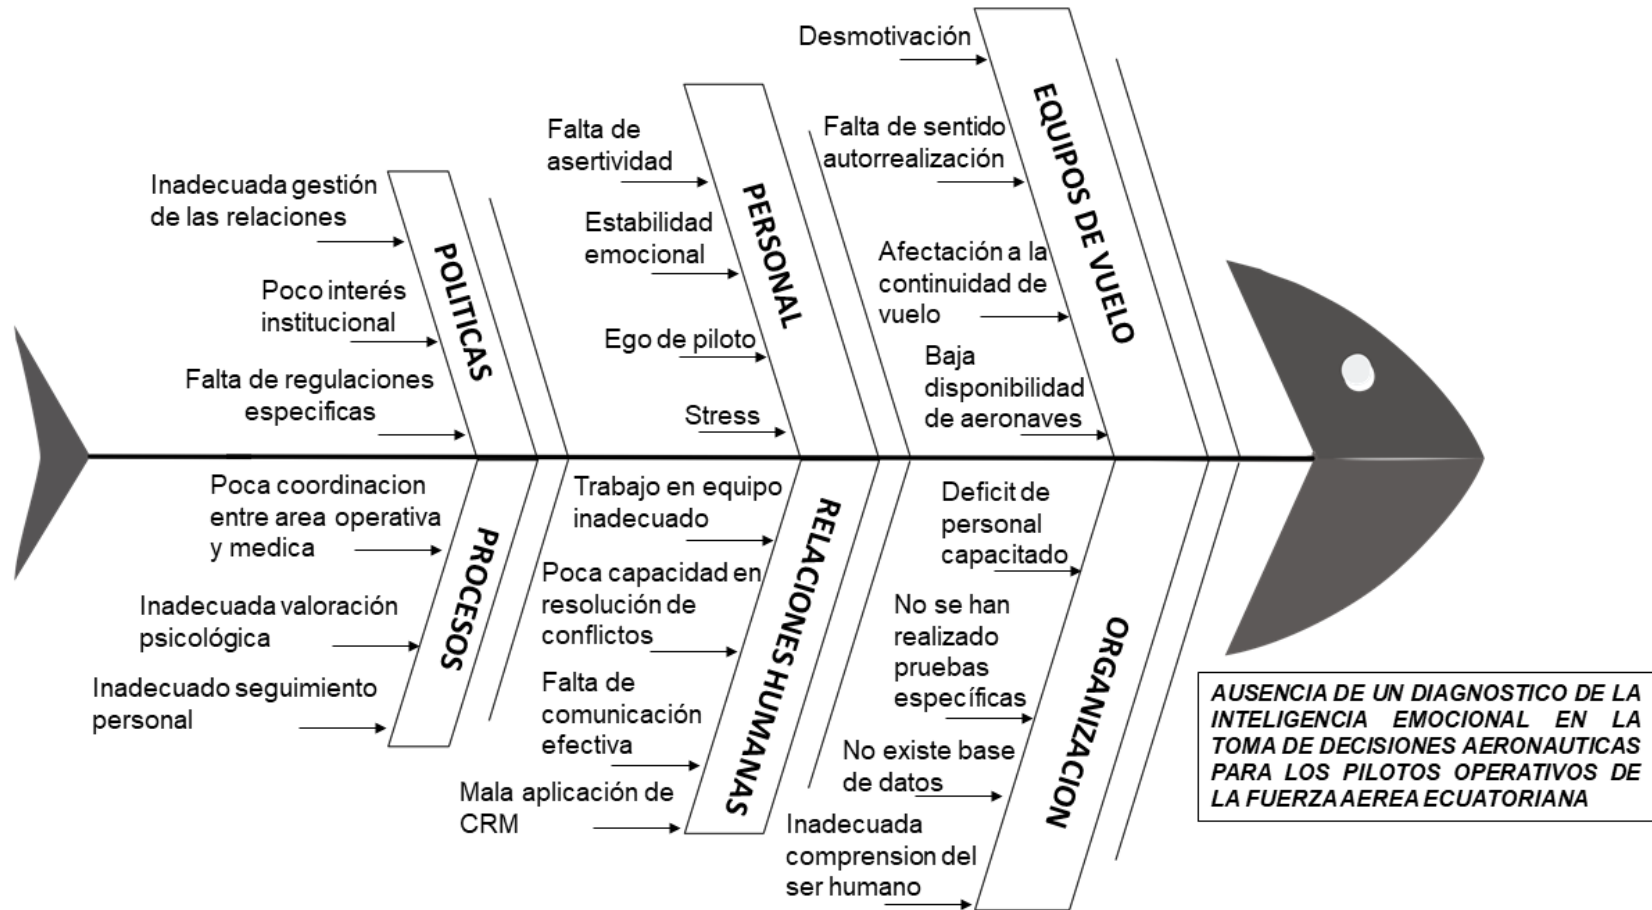 Desmotivación
EQUIPOS DE VUELO
Falta de sentido
autorrealización
Afectación a la
continuidad de
vuelo
Baja
disponibilidad
de aeronaves
Falta de
asertividad
PERSONAL
Estabilidad
emocional
Ego de piloto
Stress
Inadecuada gestión
de las relaciones
POLITICAS
Poco interés
institucional
Falta de regulaciones
especificas
Poca coordinacion
entre area operativa
y medica
PROCESOS
Inadecuada valoración
psicológica
Inadecuado seguimiento
personal
Trabajo en equipo
inadecuado
RELACIONES HUMANAS
Poca capacidad en
resolución de
conflictos
Falta de
comunicación
efectiva
Mala aplicación de
CRM
Deficit de
personal
capacitado
ORGANIZACION
No se han
realizado
pruebas
específicas
No existe base
de datos
Inadecuada
comprension del
ser humano
AUSENCIA DE UN DIAGNOSTICO DE LA
INTELIGENCIA EMOCIONAL EN LA
TOMA DE DECISIONES AERONAUTICAS
PARA LOS PILOTOS OPERATIVOS DE
LA FUERZA AEREA ECUATORIANA